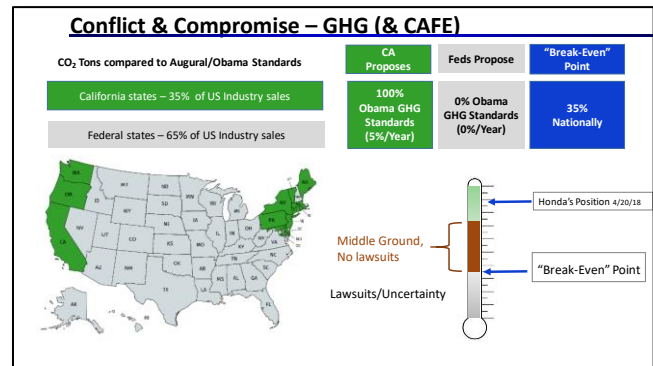 Conflict & Compromise – GHG (& CAFE)
CO2 Tons compared to Augural/Obama Standards
California states – 35% of US Industry sales
Federal states – 65% of US Industry sales
CA
Proposes
Feds Propose
“Break-Even”
Point
100%
Obama GHG
Standards
(5%/Year)
0% Obama
GHG Standards
(0%/Year)
35%
Nationally
Honda’s Position 4/20/18
Middle Ground,
No lawsuits
“Break-Even” Point
Lawsuits/Uncertainty
WA
MT
ND
MN
OR
ID
SD
WI
MI
WY
NY
PA
IA
NE
NV
IL
IN
OH
UT
CO
CA
KS
MO
KY
WV
VA
NC
TN
OK
AZ
NM
AR
SC
MS
AL
GA
TX
LA
FL
AK
HI